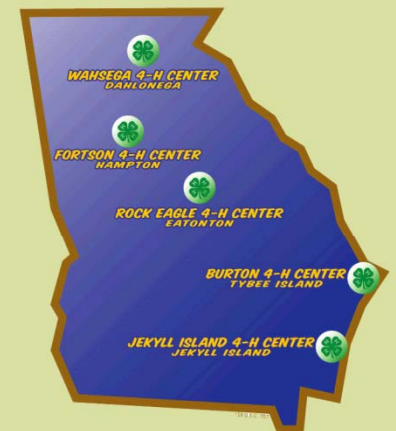 WAHSEGA 4-H CENTER
DAHLONEGA
FORTSON 4-H CENTER
HAMPTON
ROCK EAGLE 4-H CENTER
EATONTON
BURTON 4-H CENTER
TYBEE ISLAND
JEKYLL ISLAND 4-H CENTER
JEKYLL ISLAND